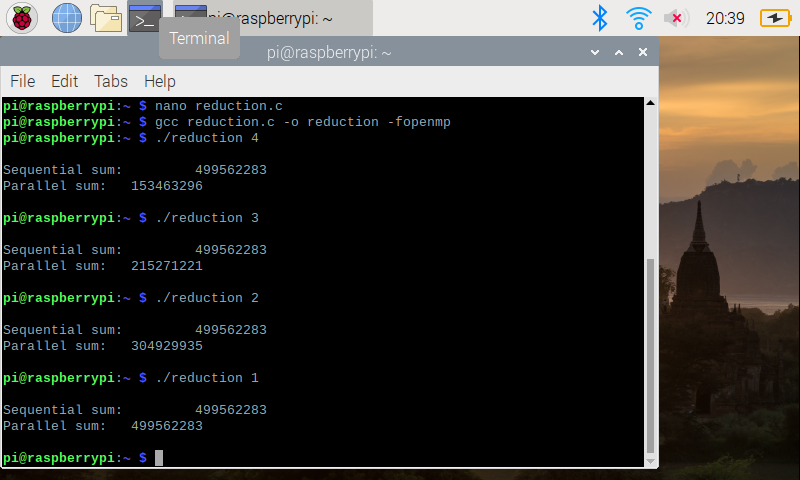 pi@raspberrypi: ~
20:39
Terminal
pi@raspberrypi: ~
File Edit Tabs Help
pi@raspberrypi:~ $ nano reduction.c
pi@raspberrypi:~ $ gcc reduction.c -o reduction -fopenmp
pi@raspberrypi:~ $ ./reduction 4
Sequential sum: 499562283
Parallel sum: 153463296
pi@raspberrypi:~ $ ./reduction 3
Sequential sum: 499562283
Parallel sum: 215271221
pi@raspberrypi:~ $ ./reduction 2
Sequential sum: 499562283
Parallel sum: 304929935
pi@raspberrypi:~ $ ./reduction 1
Sequential sum: 499562283
Parallel sum: 499562283
pi@raspberrypi:~ $